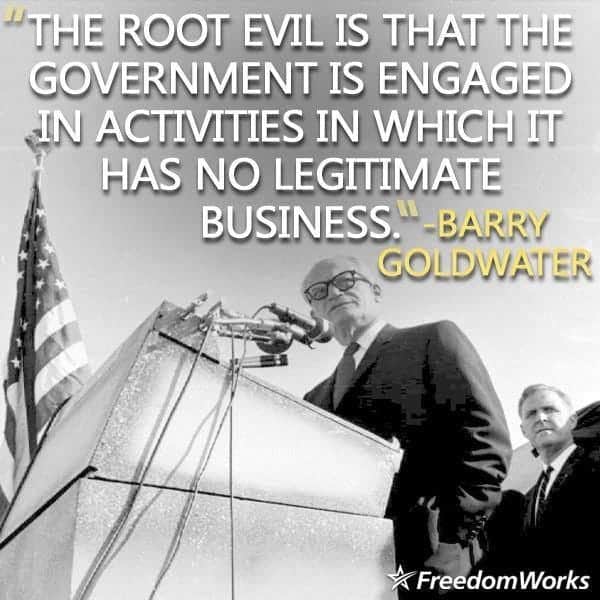 "THE ROOT EVIL IS THAT THE
GOVERNMENT IS ENGAGED
IN ACTIVITIES IN WHICH IT
HAS NO LEGITIMATE
BUSINESS." -BARRY
GOLDWATER
FreedomWorks